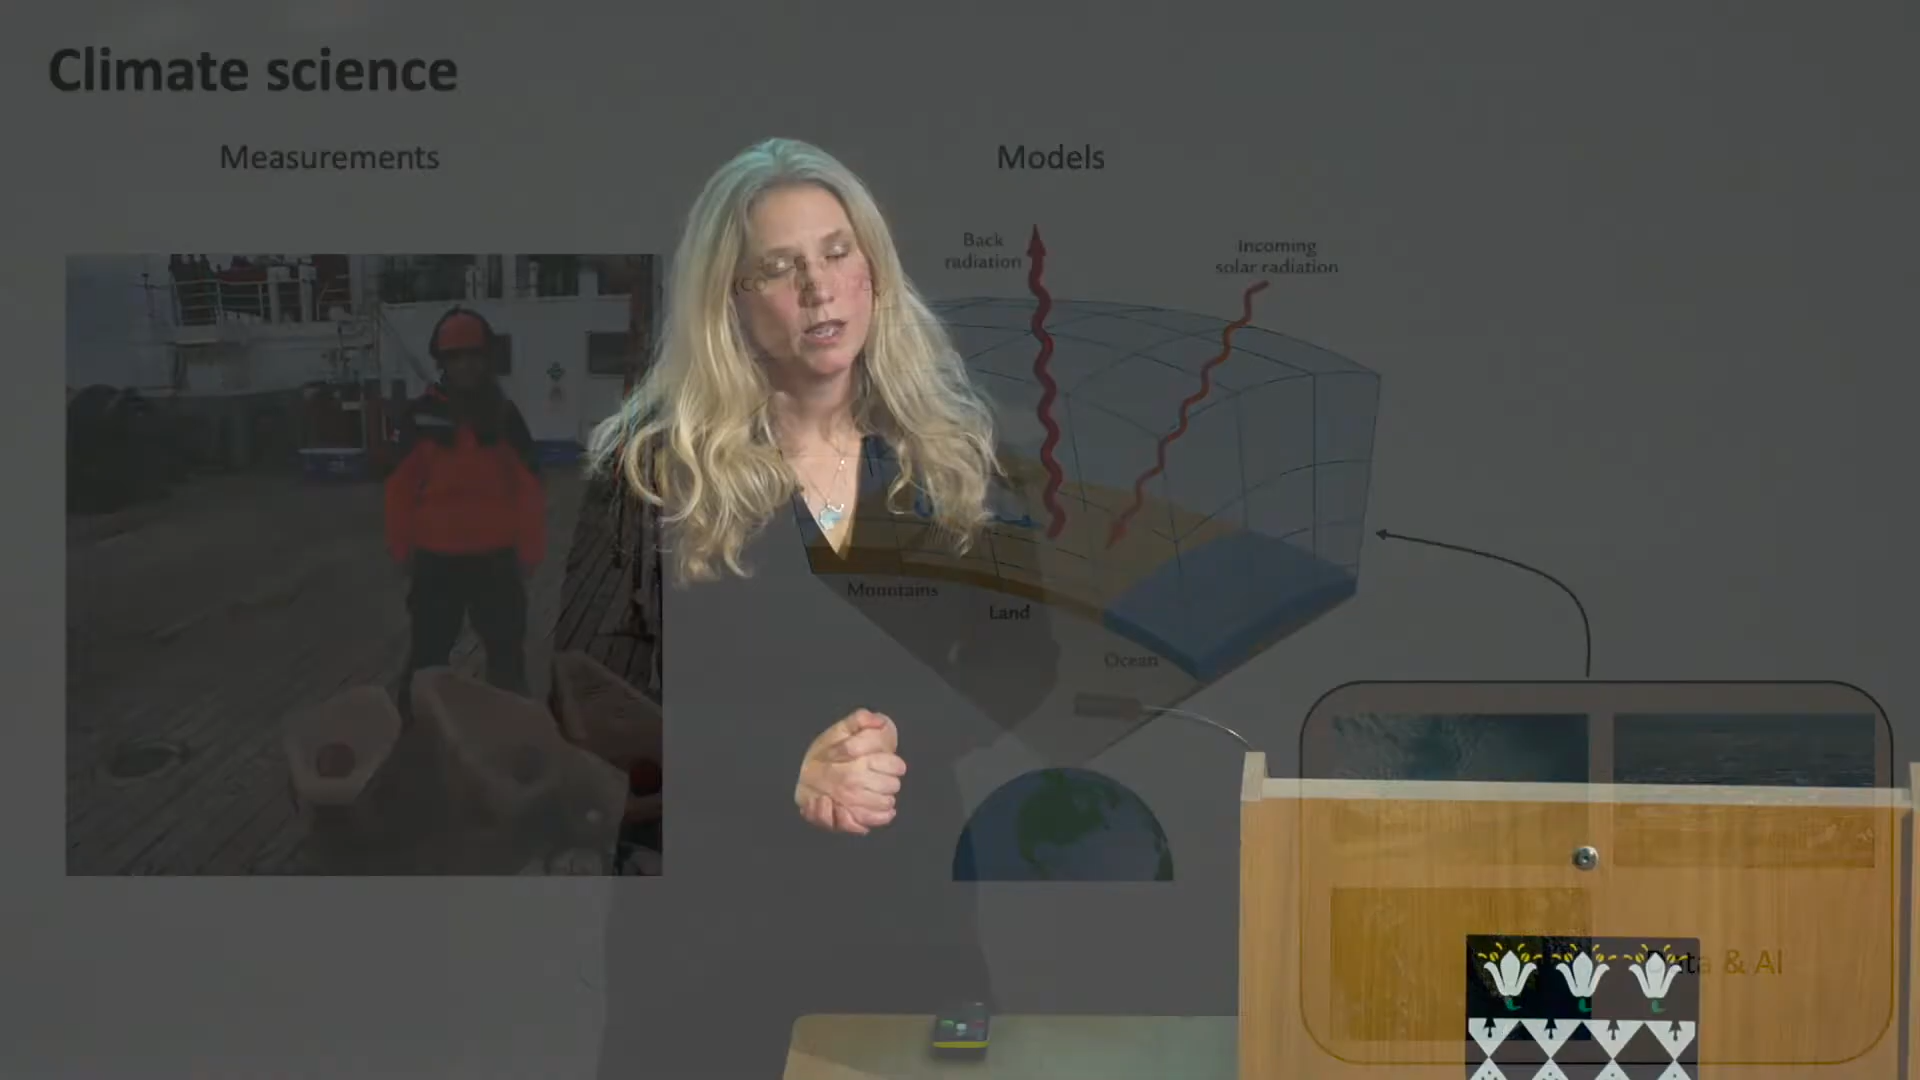 Climate science
Measurements
Models
Back
radiation
Incoming
solar radiation
Mountains
Land
Ocean
& AI